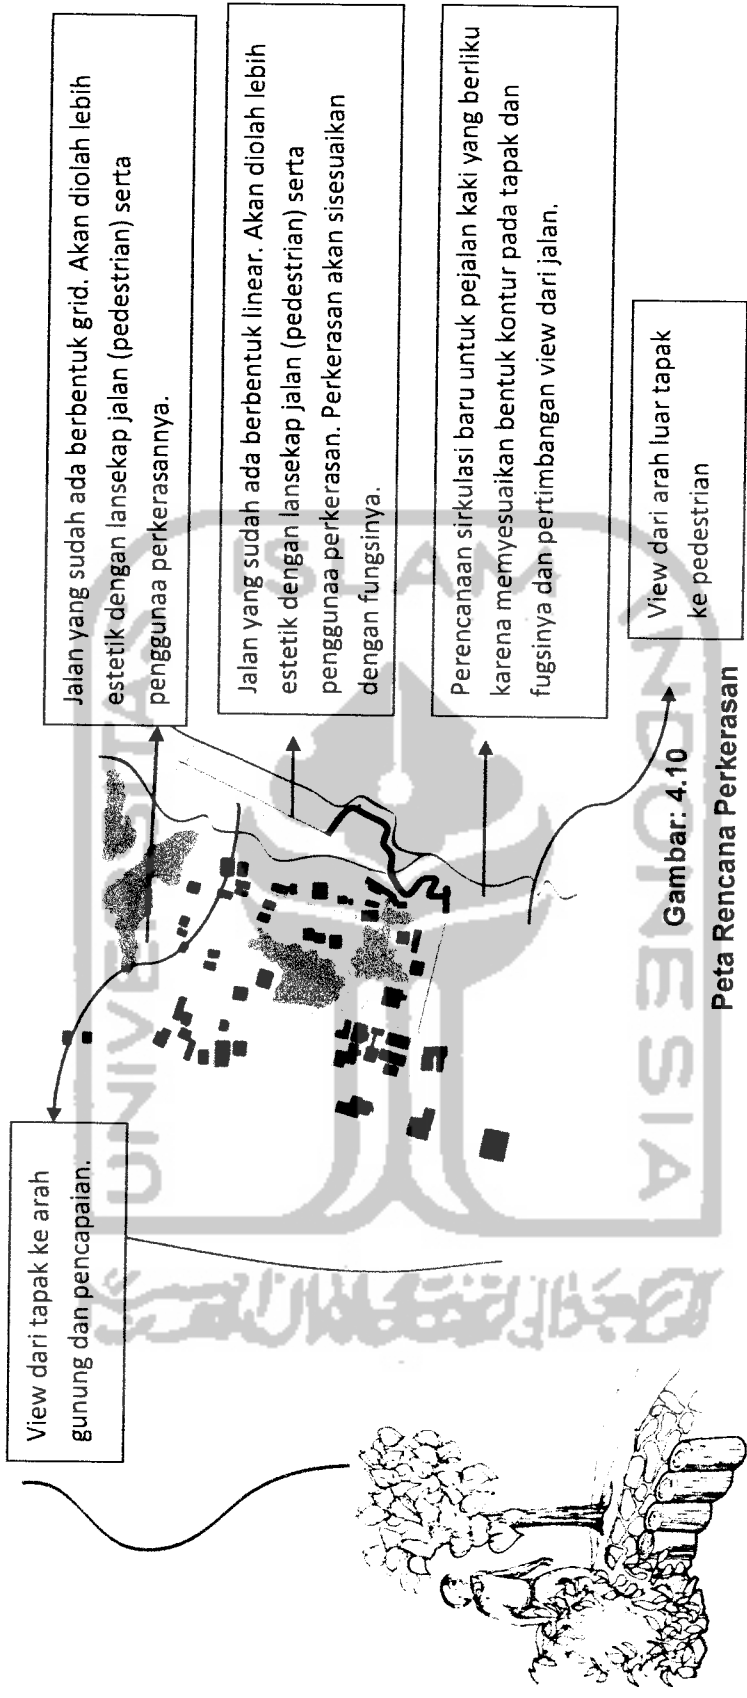 View dari tapak ke arah
gunung dan pencapaian.
Jalan yang sudah ada berbentuk grid. Akan diolah lebih
estetik dengan lansekap jalan (pedestrian) serta
penggunaa perkerasannya.
Jalan yang sudah ada berbentuk linear. Akan diolah lebih
estetik dengan lansekap jalan (pedestrian) serta
penggunaa perkerasan. Perkerasan akan sisesuaikan
dengan fungsinya.
Perencanaan sirkulasi baru untuk pejalan kaki yang berliku
karena memyesuaikan bentuk kontur pada tapak dan
fugsinya dan pertimbangan view dari jalan.
View dari arah luar tapak
ke pedestrian
Gambar: 4.10
Peta Rencana Perkerasan
UNIVERSITAS
ISLAM
INDONESIA